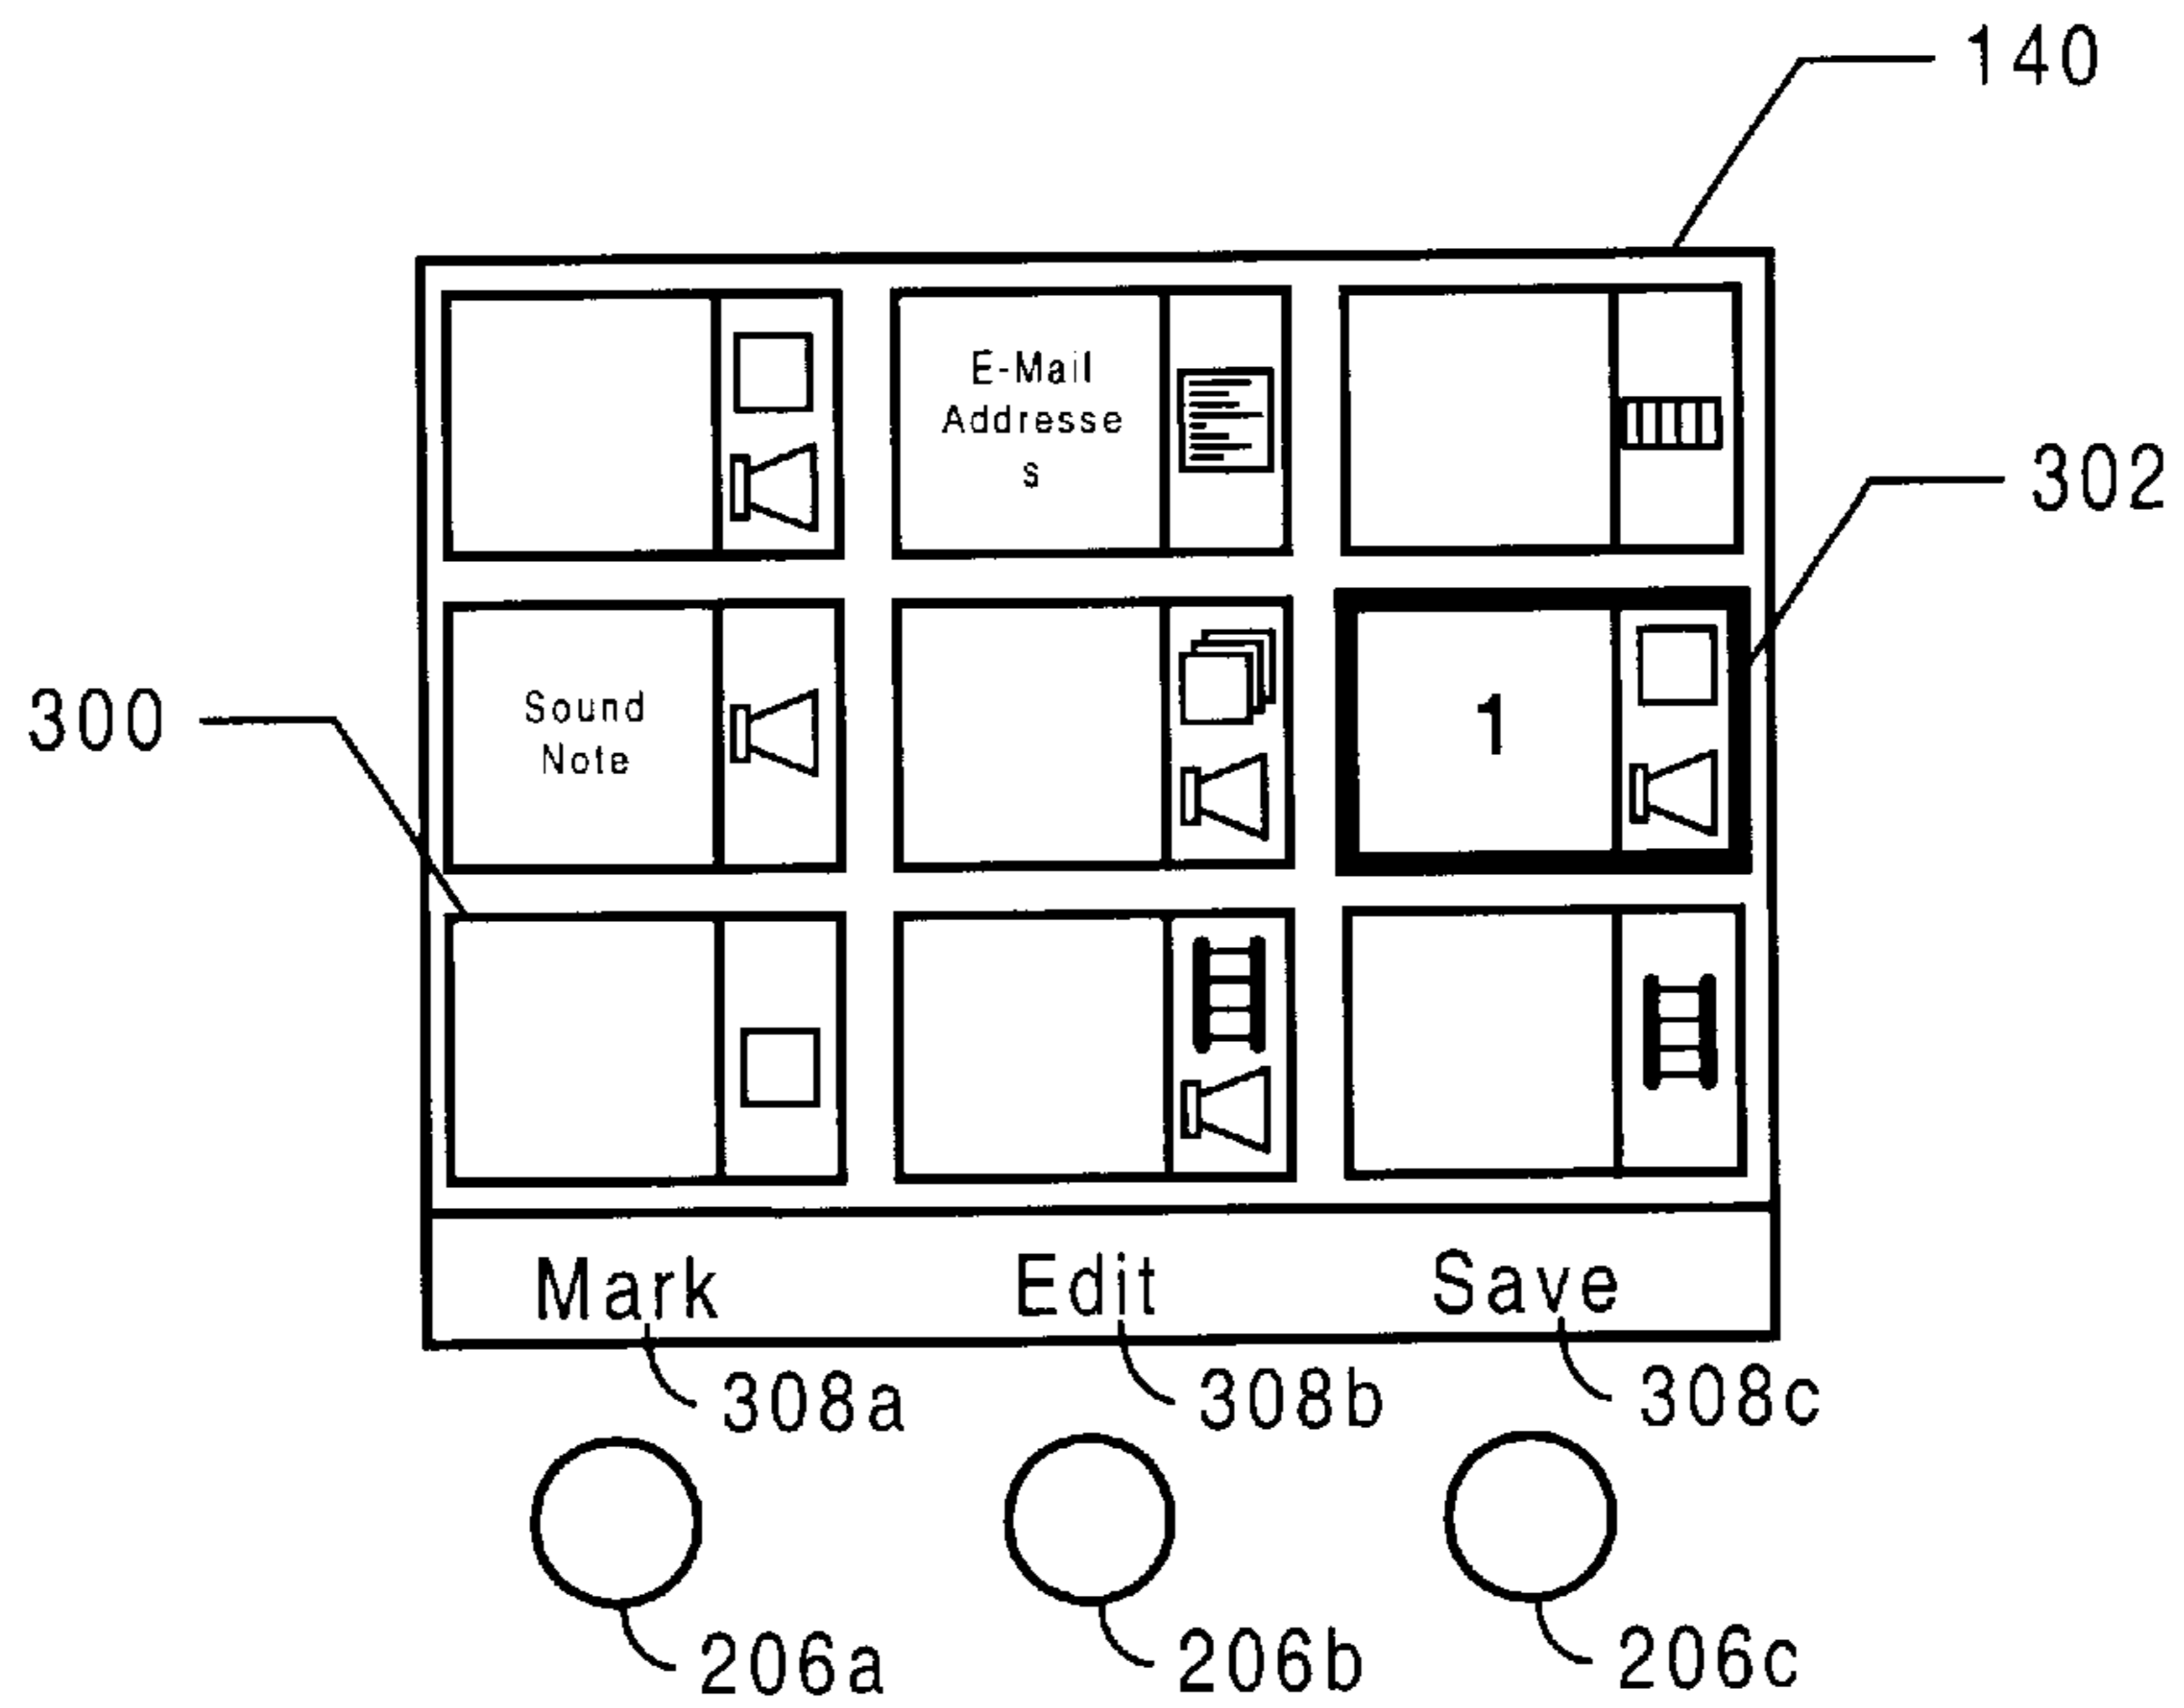 140
E-Mail
Addresse
s
302
300
Sound
Note
1
Mark
Edit
Save
308a
308b
308c
206a
206b
206c